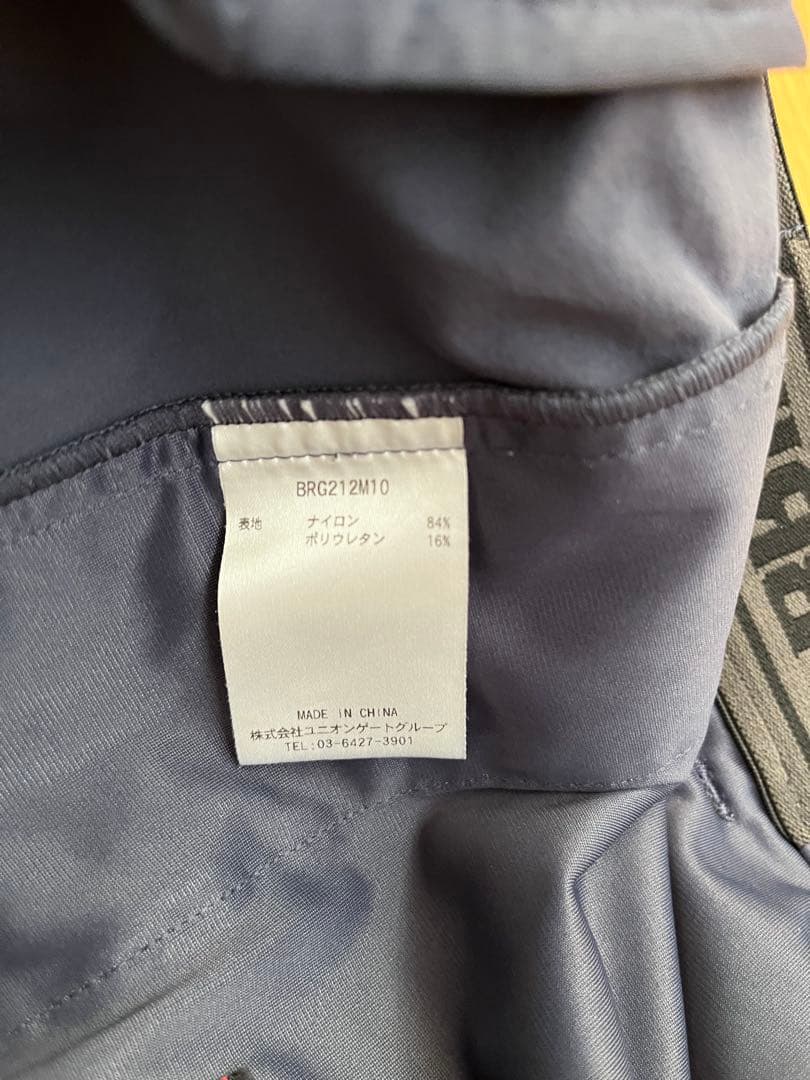 BRG212M10
表地 ナイロン 84%
ポリウレタン 16%
MADE IN CHINA
株式会社ユニオンゲートグループ
TEL:03-6427-3901